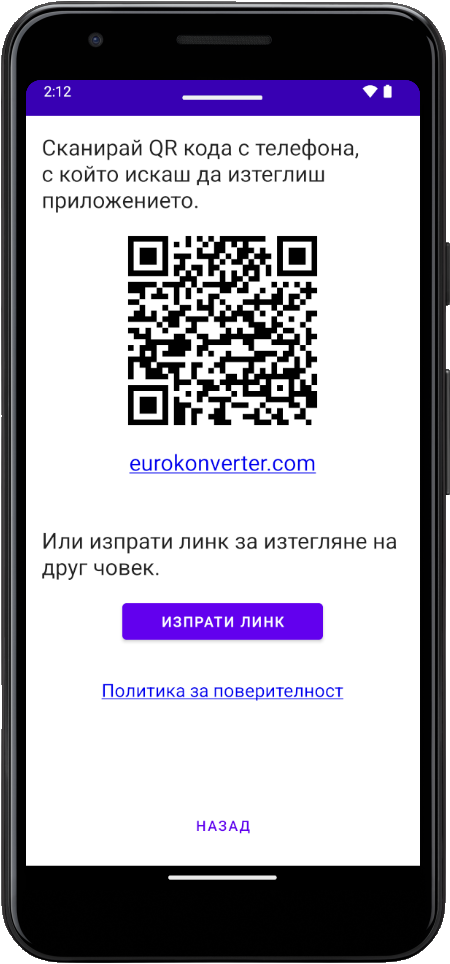 2:12
Сканирай QR кода с телефона,
с който искаш да изтеглиш
приложението.
eurokonverter.com
Или изпрати линк за изтегляне на
друг човек.
ИЗПРАТИ ЛИНК
Политика за поверителност
НАЗАД